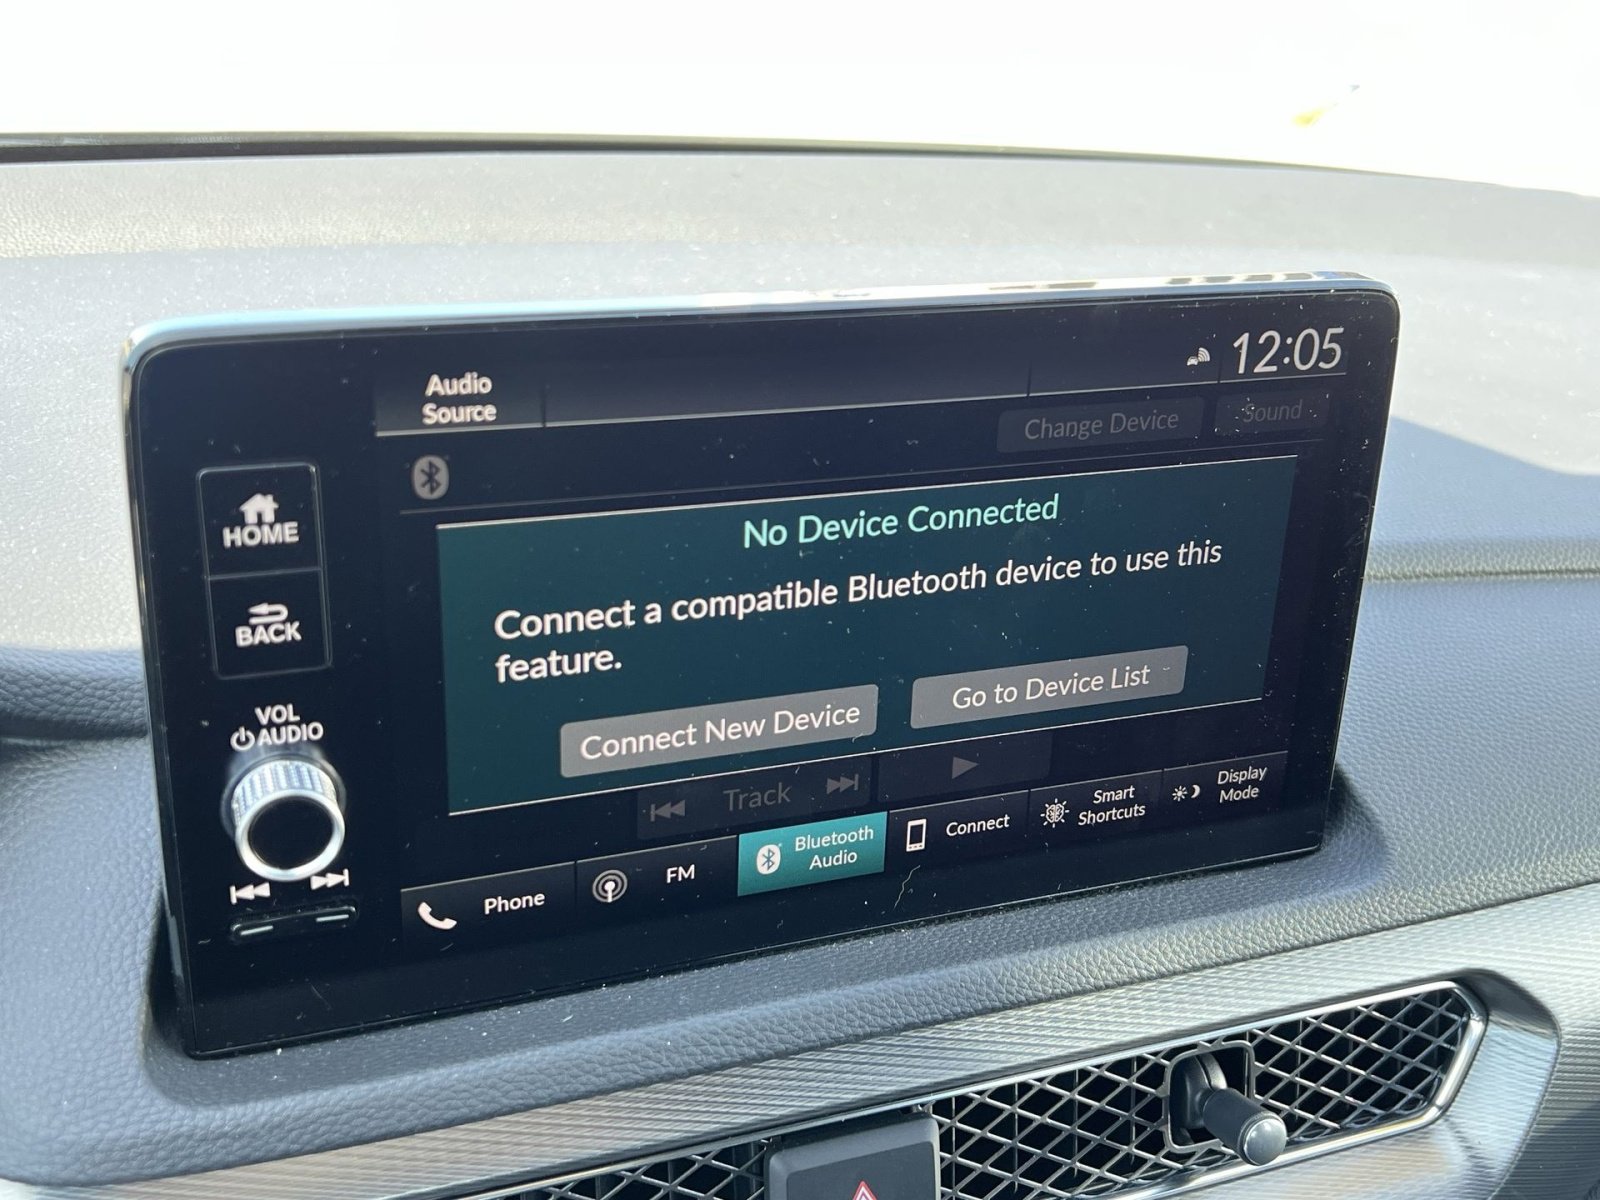 Audio
Source
12:05
Change Device
Sound
HOME
BACK
No Device Connected
Connect a compatible Bluetooth device to use this
feature.
Connect New Device
Go to Device List
VOL
AUDIO
Track
Phone
FM
Bluetooth
Audio
Connect
Smart
Shortcuts
Display
Mode